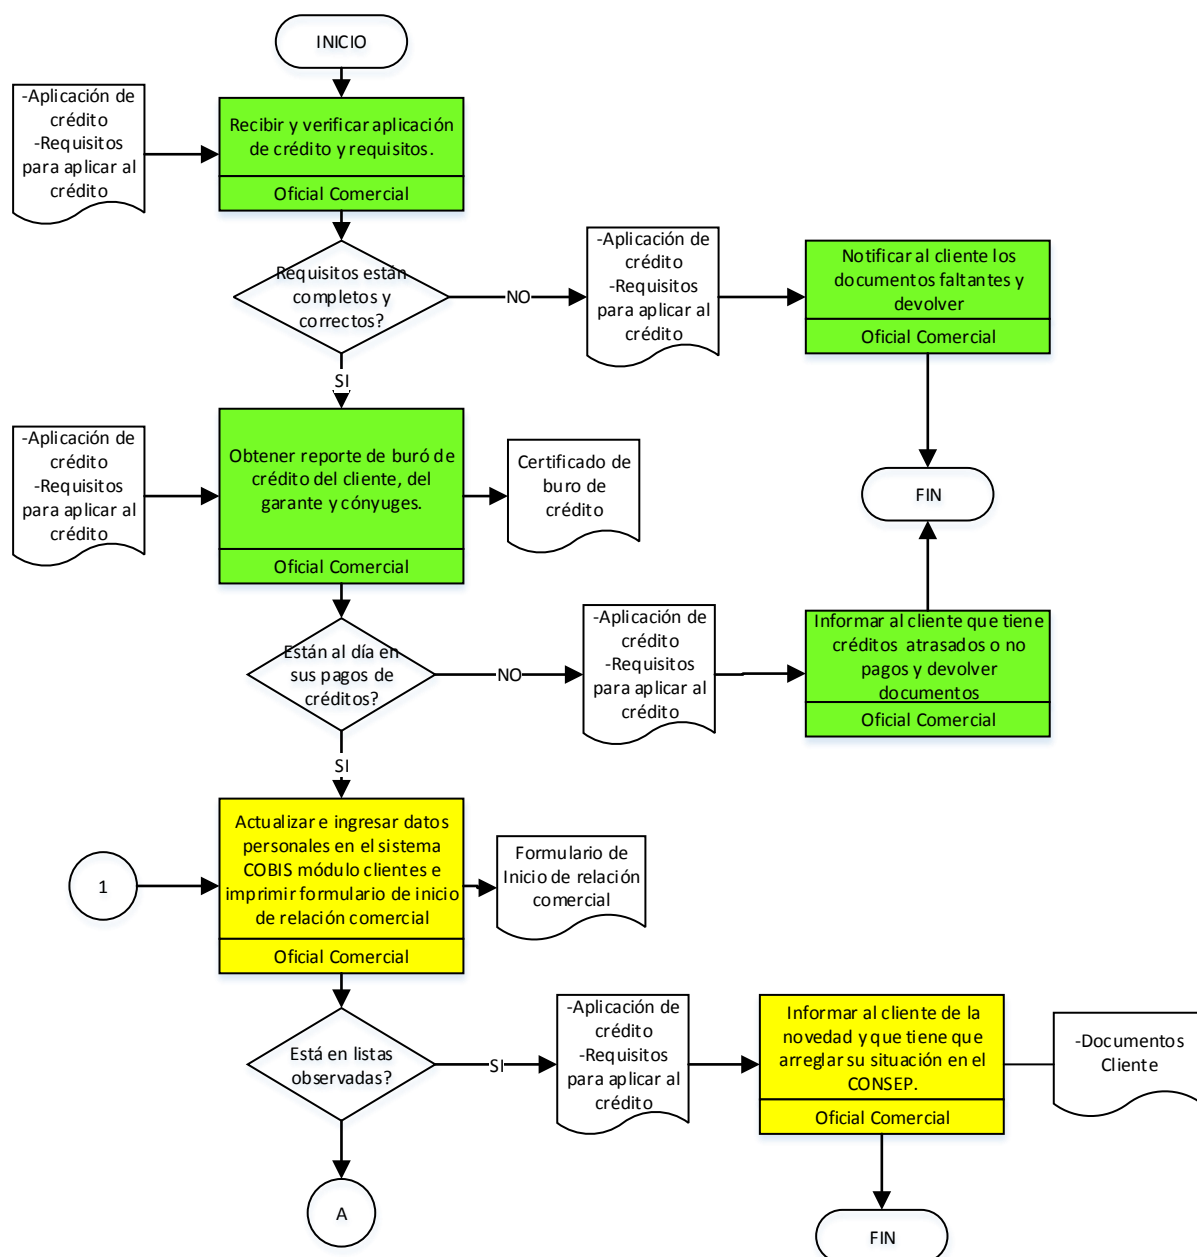 INICIO
-Aplicación de
crédito
-Requisitos
para aplicar al
crédito
Recibir y verificar aplicación
de crédito y requisitos.
Oficial Comercial
Requisitos están
completos y
correctos?
NO
-Aplicación de
crédito
-Requisitos
para aplicar al
crédito
Notificar al cliente los
documentos faltantes y
devolver
Oficial Comercial
SI
-Aplicación de
crédito
-Requisitos
para aplicar al
crédito
Obtener reporte de buró de
crédito del cliente, del
garante y cónyuges.
Oficial Comercial
Certificado de
buro de
crédito
FIN
Están al día en
sus pagos de
créditos?
NO
-Aplicación de
crédito
-Requisitos
para aplicar al
crédito
Informar al cliente que tiene
créditos atrasados o no
pagos y devolver
documentos
Oficial Comercial
SI
1
Actualizar e ingresar datos
personales en el sistema
COBIS módulo clientes e
imprimir formulario de inicio
de relación comercial
Oficial Comercial
Formulario de
Inicio de relación
comercial
Está en listas
observadas?
SI
-Aplicación de
crédito
-Requisitos
para aplicar al
crédito
Informar al cliente de la
novedad y que tiene que
arreglar su situación en el
CONSEP.
Oficial Comercial
-Documentos
Cliente
A
FIN